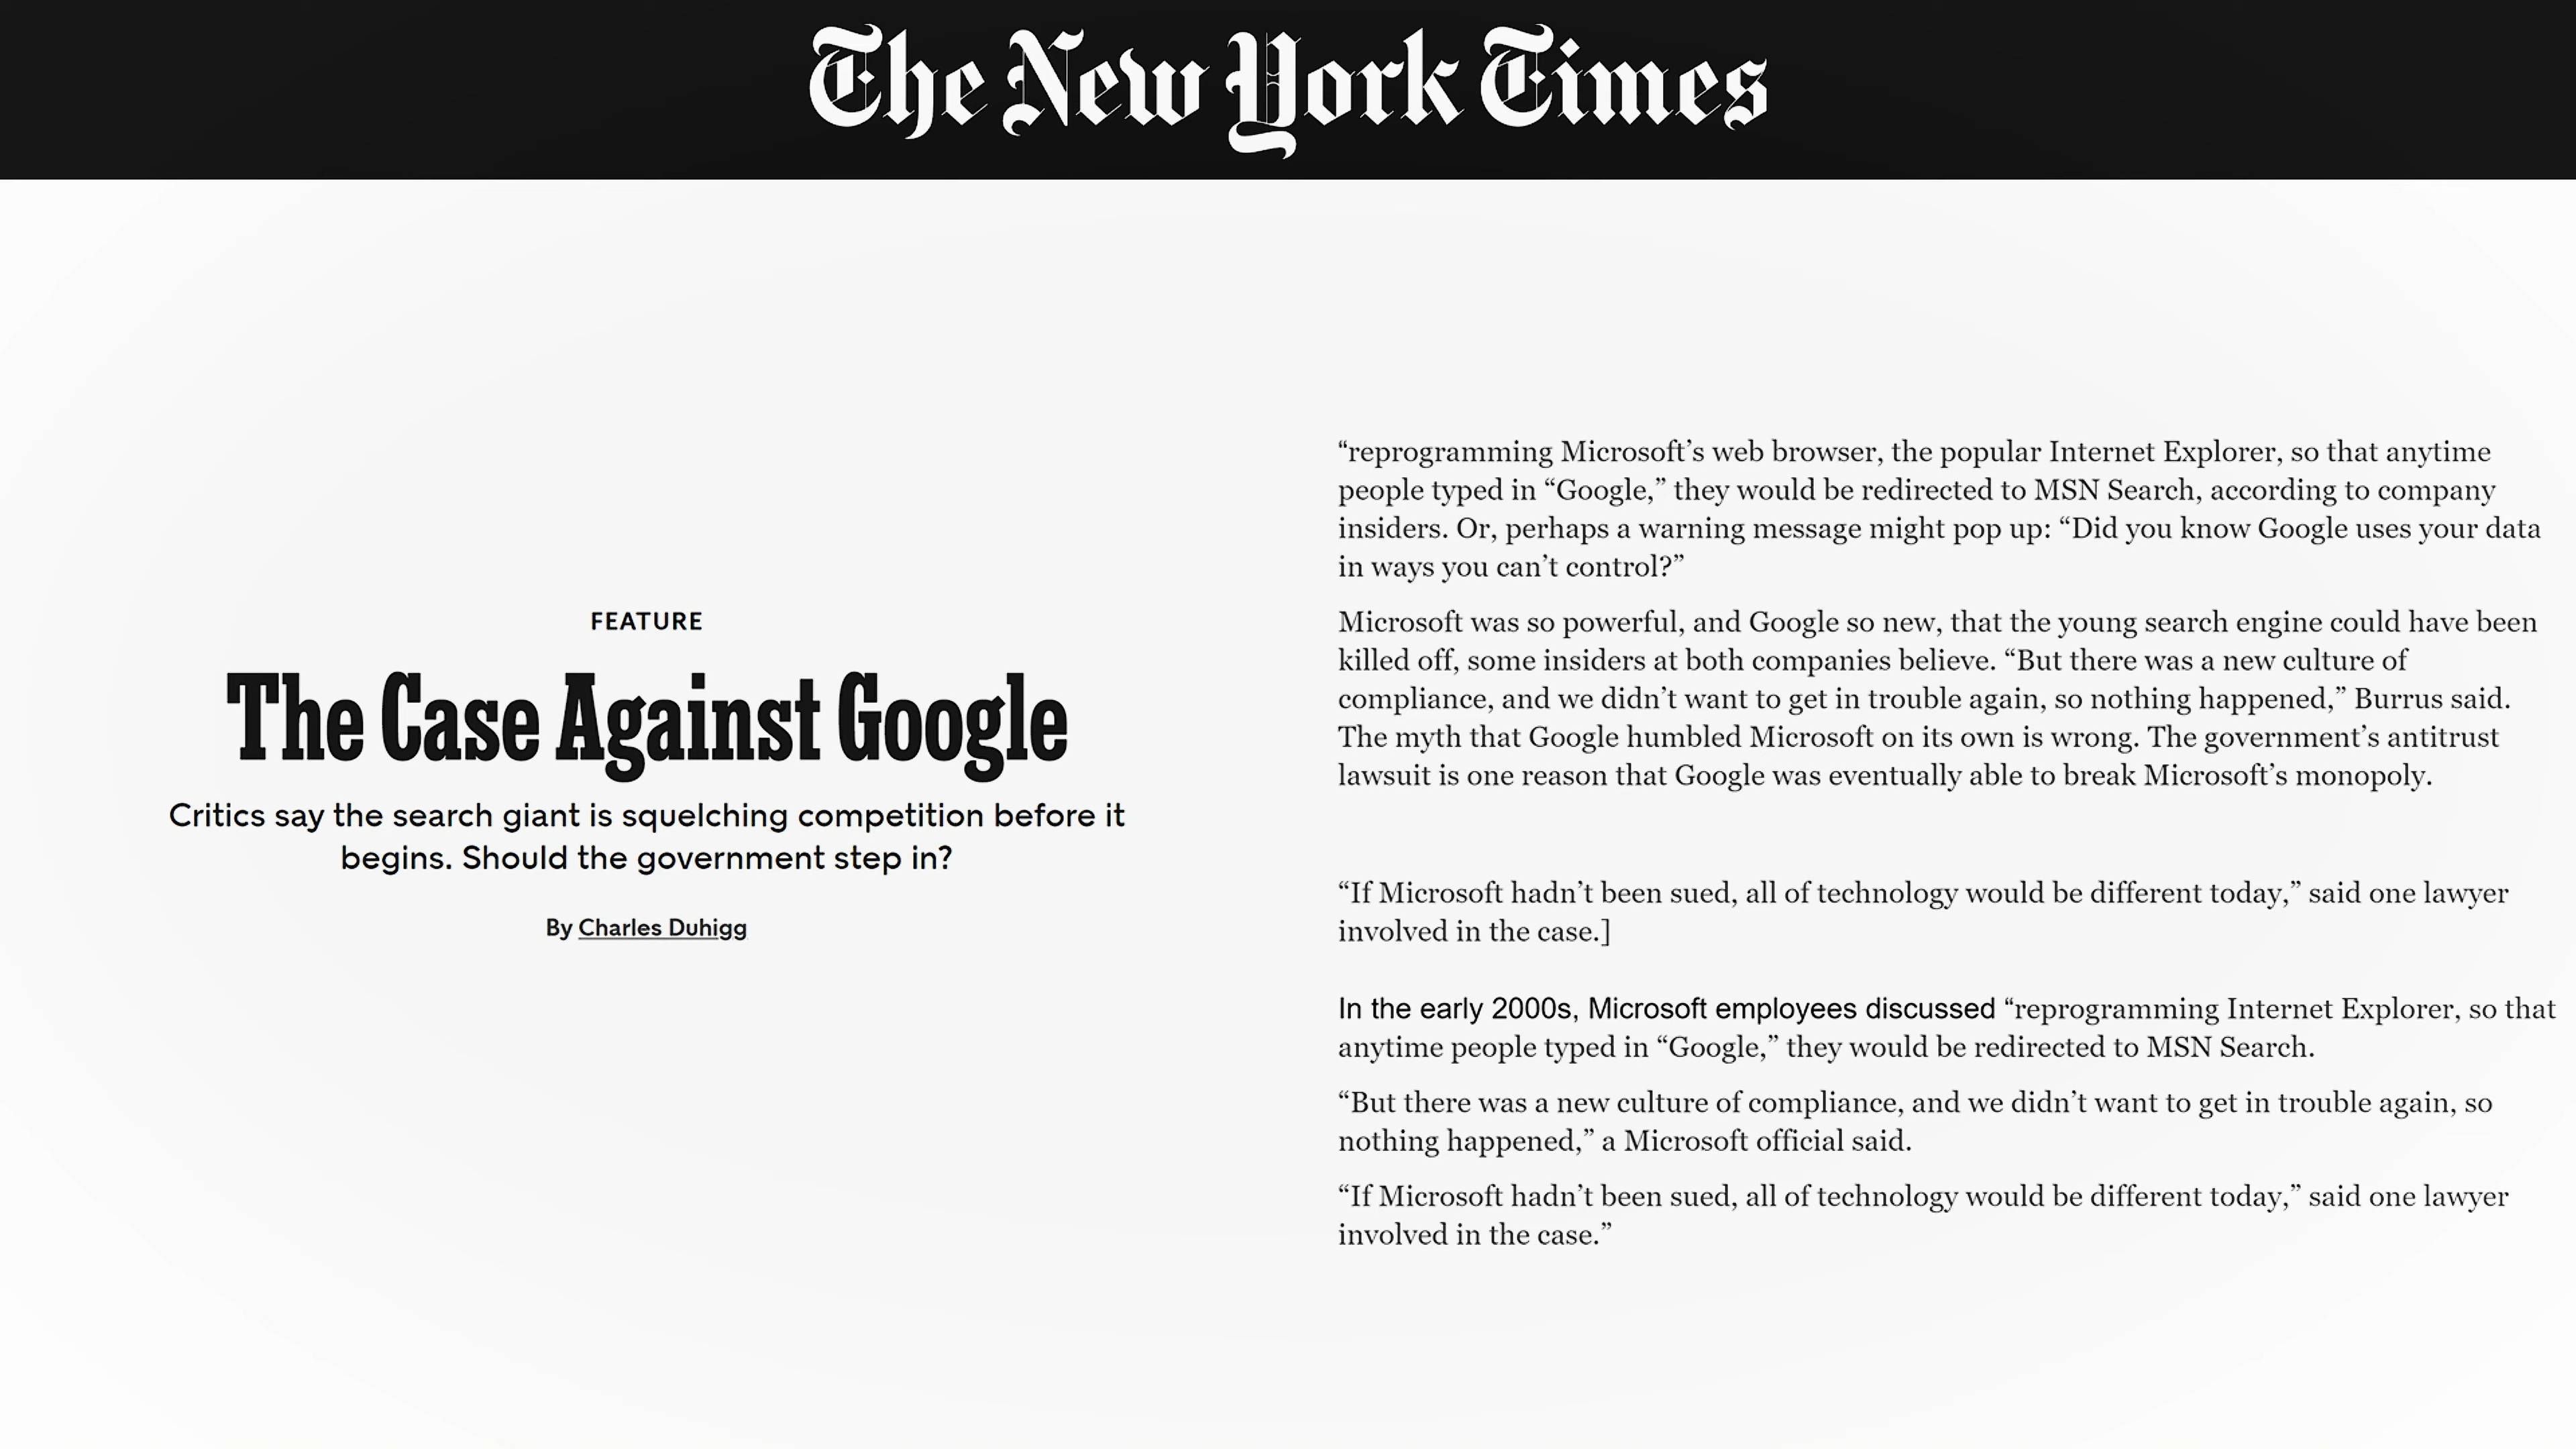 The New York Times
FEATURE
The Case Against Google
Critics say the search giant is squelching competition before it
begins. Should the government step in?
By Charles Duhigg
“reprogramming Microsoft’s web browser, the popular Internet Explorer, so that anytime
people typed in “Google,” they would be redirected to MSN Search, according to company
insiders. Or, perhaps a warning message might pop up: “Did you know Google uses your data
in ways you can’t control?”
Microsoft was so powerful, and Google so new, that the young search engine could have been
killed off, some insiders at both companies believe. “But there was a new culture of
compliance, and we didn’t want to get in trouble again, so nothing happened,” Burrus said.
The myth that Google humbled Microsoft on its own is wrong. The government’s antitrust
lawsuit is one reason that Google was eventually able to break Microsoft’s monopoly.
“If Microsoft hadn’t been sued, all of technology would be different today,” said one lawyer
involved in the case.]
In the early 2000s, Microsoft employees discussed “reprogramming Internet Explorer, so that
anytime people typed in “Google,” they would be redirected to MSN Search.
“But there was a new culture of compliance, and we didn’t want to get in trouble again, so
nothing happened,” a Microsoft official said.
“If Microsoft hadn’t been sued, all of technology would be different today,” said one lawyer
involved in the case.”